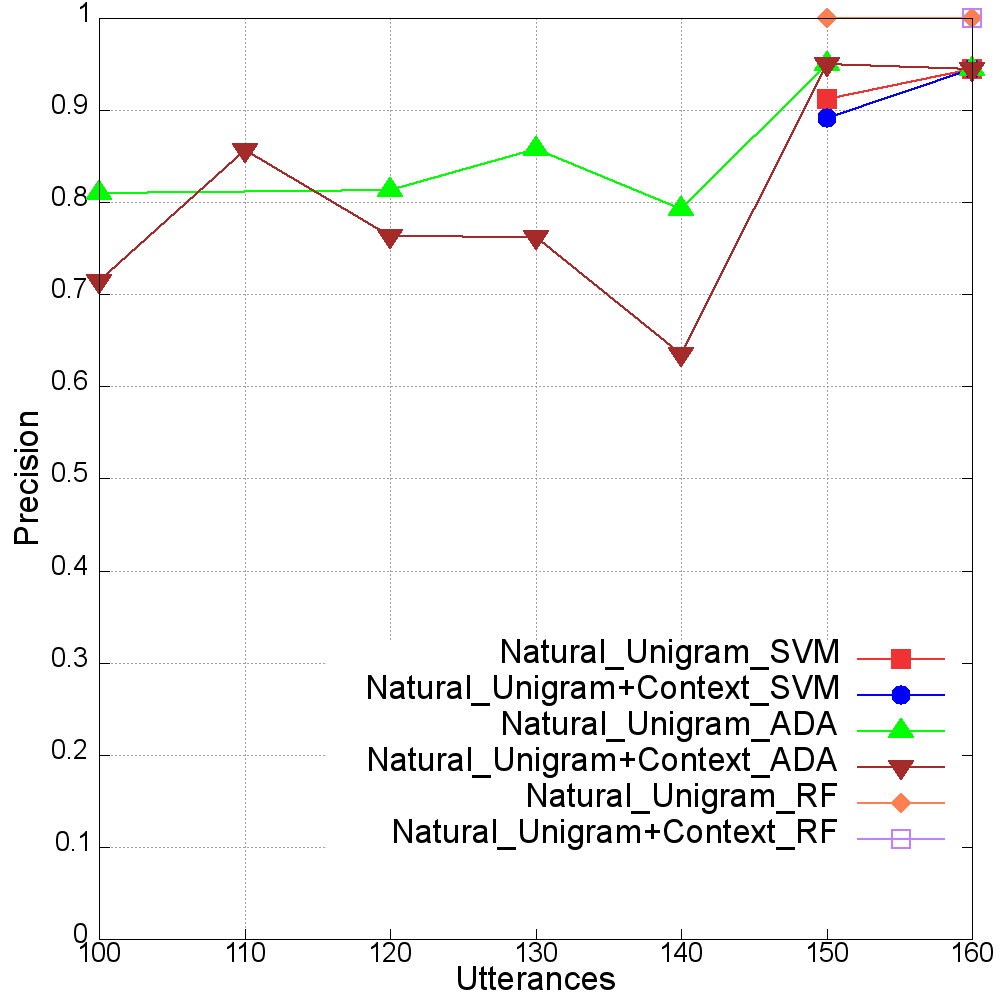 1
0.9
0.8
0.7
0.6
0.5
0.4
0.3
0.2
0.1
0
Precision
Natural_Unigram_SVM
Natural_Unigram+Context_SVM
Natural_Unigram_ADA
Natural_Unigram+Context_ADA
Natural_Unigram_RF
Natural_Unigram+Context_RF
100 110 120 130 140 150 160
Utterances